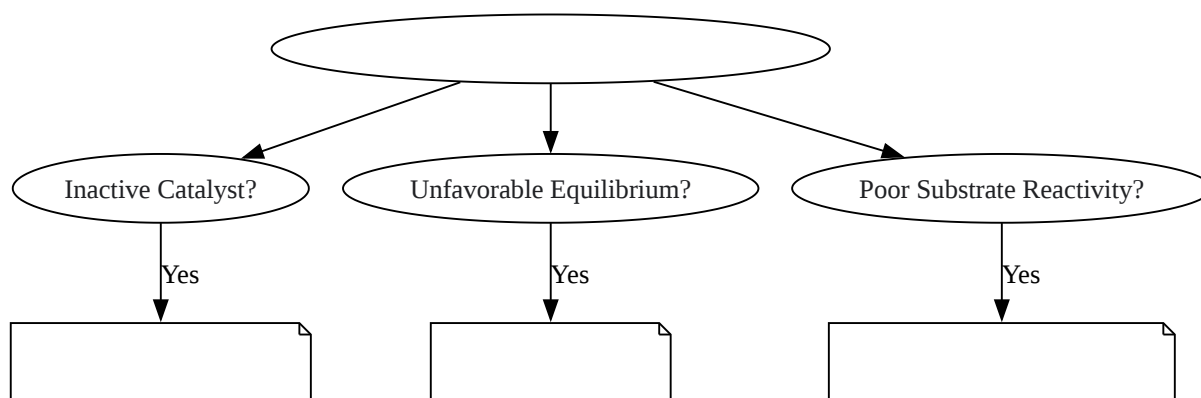 Inactive Catalyst?
Unfavorable Equilibrium?
Poor Substrate Reactivity?
Yes
Yes
Yes